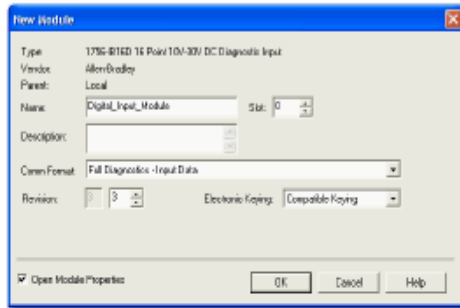 New Module
Type: 1756-IB16D 16 Point 10V-30V DC Diagnostic Input
Vendor: Allen-Bradley
Parent: Local
Name: Digital_Input_Module Slot: 0
Description:
Comm Format: Full Diagnostics - Input Data
Revision: 3 3 Electronic Keying: Compatible Keying
Open Module Properties OK Cancel Help